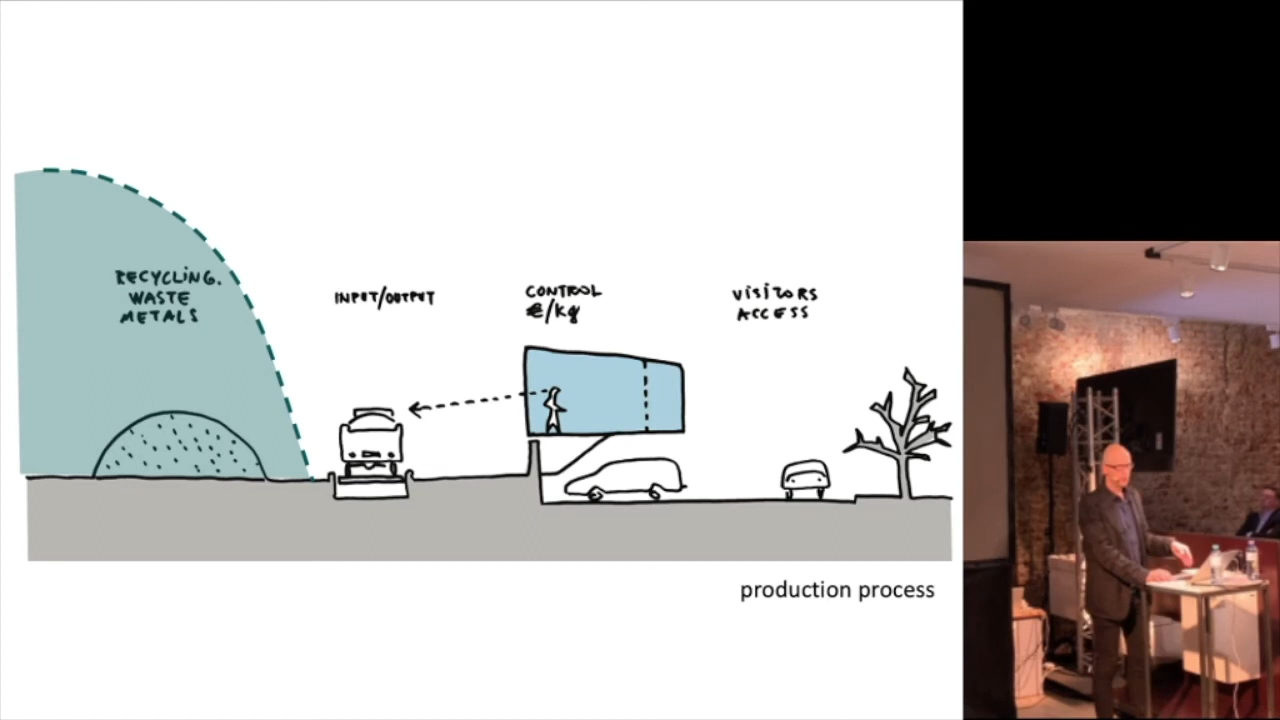 RECYCLING.
WASTE
METALS
INPUT/OUTPUT
CONTROL
€/kg
VISITORS
ACCESS
production process